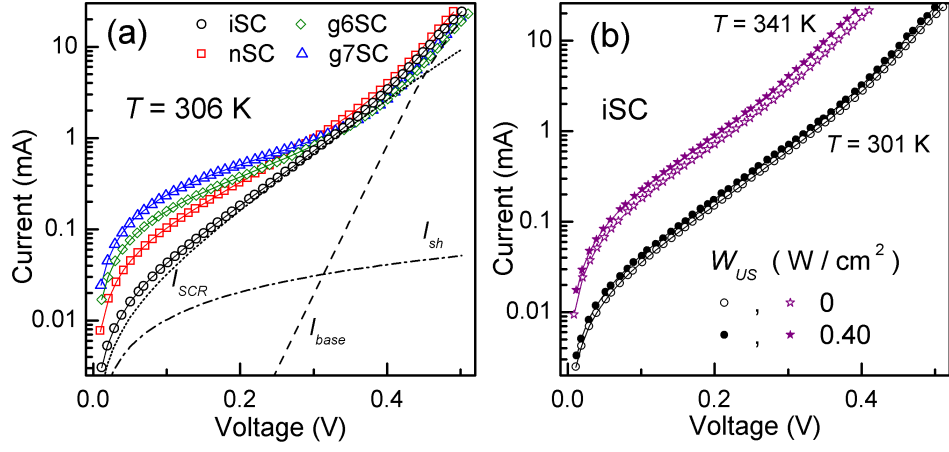 (a)
iSC
g6SC
nSC
g7SC
T = 306 K
I_SCR
I_base
I_sh
10
1
0.1
0.01
Current (mA)
0.0 0.2 0.4
Voltage (V)
(b)
T = 341 K
iSC
T = 301 K
W_US ( W / cm²)
, 0
, 0.40
10
1
0.1
0.01
Current (mA)
0.0 0.2 0.4
Voltage (V)